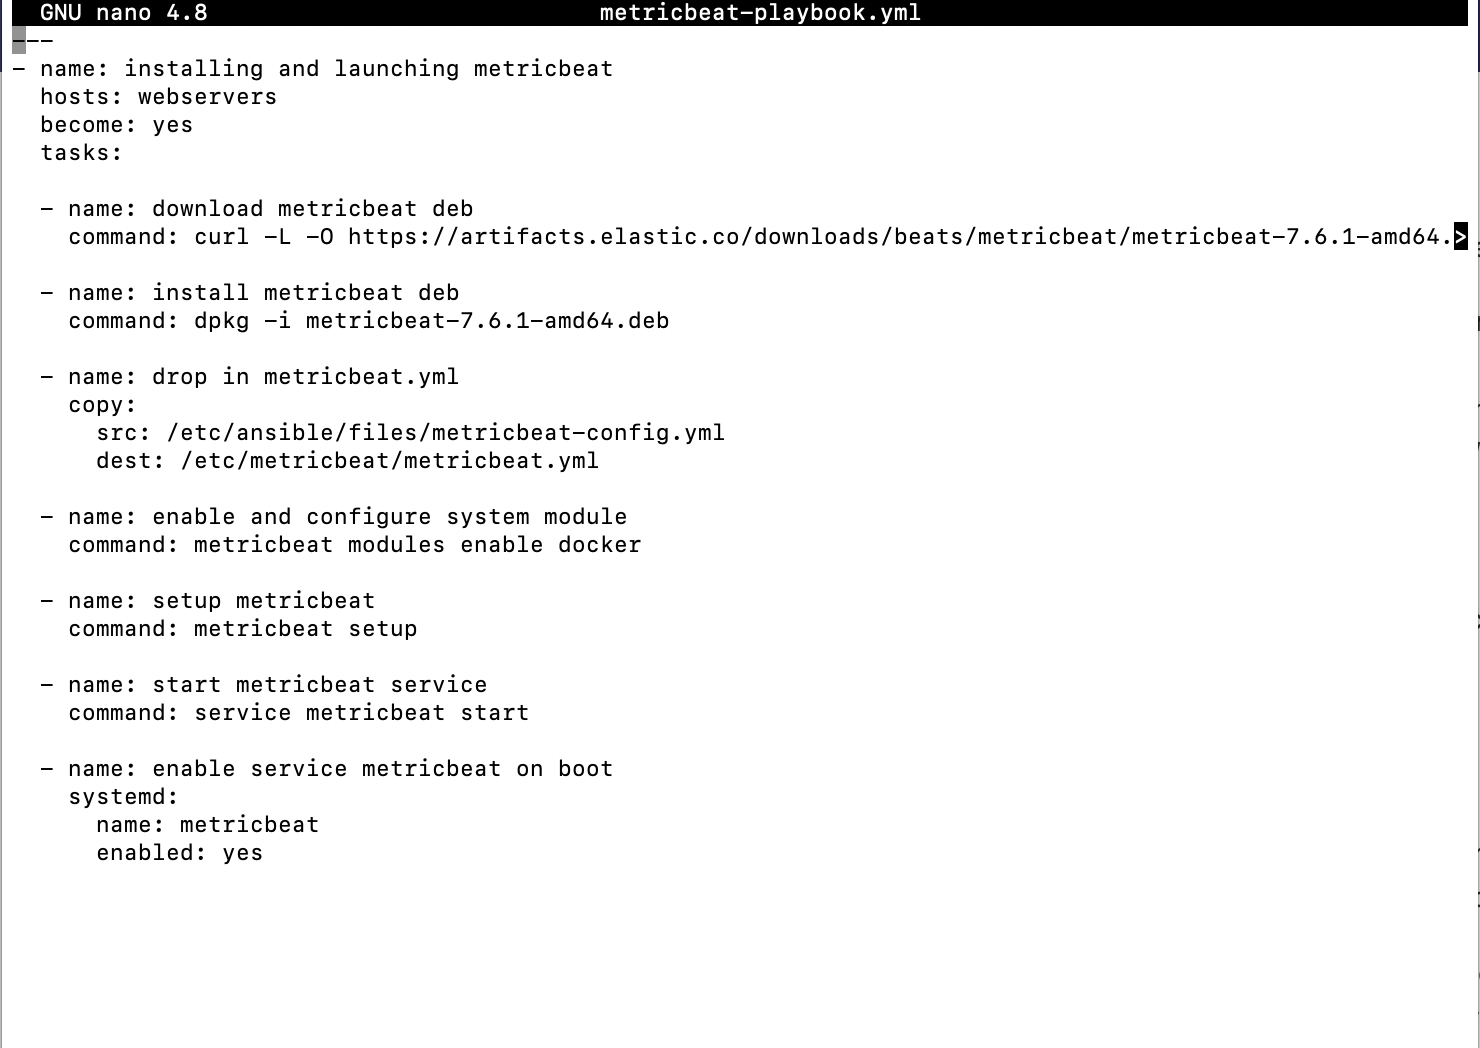 GNU nano 4.8 metricbeat-playbook.yml
---
- name: installing and launching metricbeat
  hosts: webservers
  become: yes
  tasks:

  - name: download metricbeat deb
    command: curl -L -O https://artifacts.elastic.co/downloads/beats/metricbeat/metricbeat-7.6.1-amd64.>

  - name: install metricbeat deb
    command: dpkg -i metricbeat-7.6.1-amd64.deb

  - name: drop in metricbeat.yml
    copy:
      src: /etc/ansible/files/metricbeat-config.yml
      dest: /etc/metricbeat/metricbeat.yml

  - name: enable and configure system module
    command: metricbeat modules enable docker

  - name: setup metricbeat
    command: metricbeat setup

  - name: start metricbeat service
    command: service metricbeat start

  - name: enable service metricbeat on boot
    systemd:
      name: metricbeat
      enabled: yes